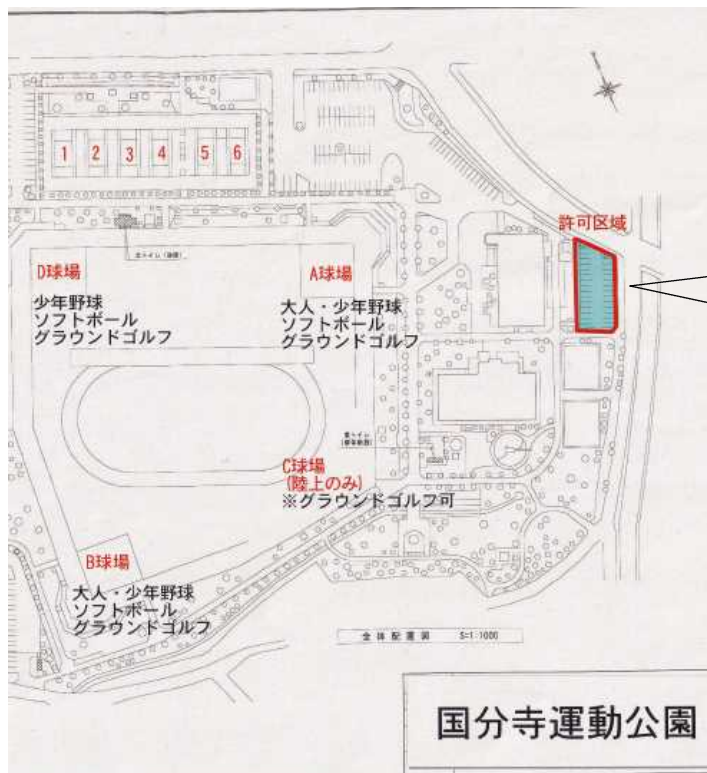 1 2 3 4 5 6
許可区域
D球場
少年野球
ソフトボール
グラウンドゴルフ
A球場
大人・少年野球
ソフトボール
グラウンドゴルフ
C球場
(陸上のみ)
※グラウンドゴルフ可
B球場
大人・少年野球
ソフトボール
グラウンドゴルフ
全体配置図 S=1:1000
国分寺運動公園